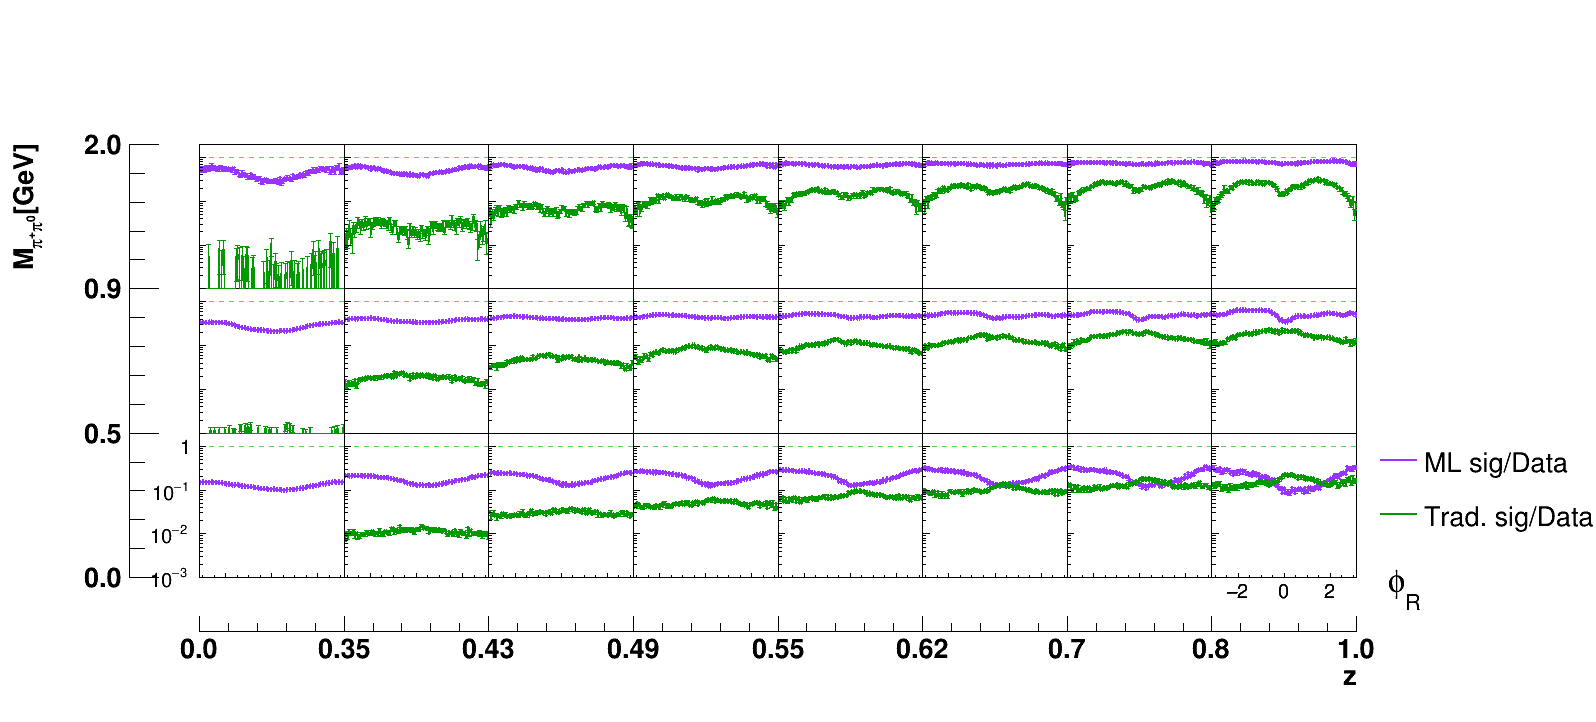 M_{π⁺π⁰}[GeV]
2.0
0.9
0.5
1
10⁻¹
10⁻²
0.0
10⁻³
ML sig/Data
Trad. sig/Data
−2 0 2
ϕ_R
0.0 0.35 0.43 0.49 0.55 0.62 0.7 0.8 1.0
z